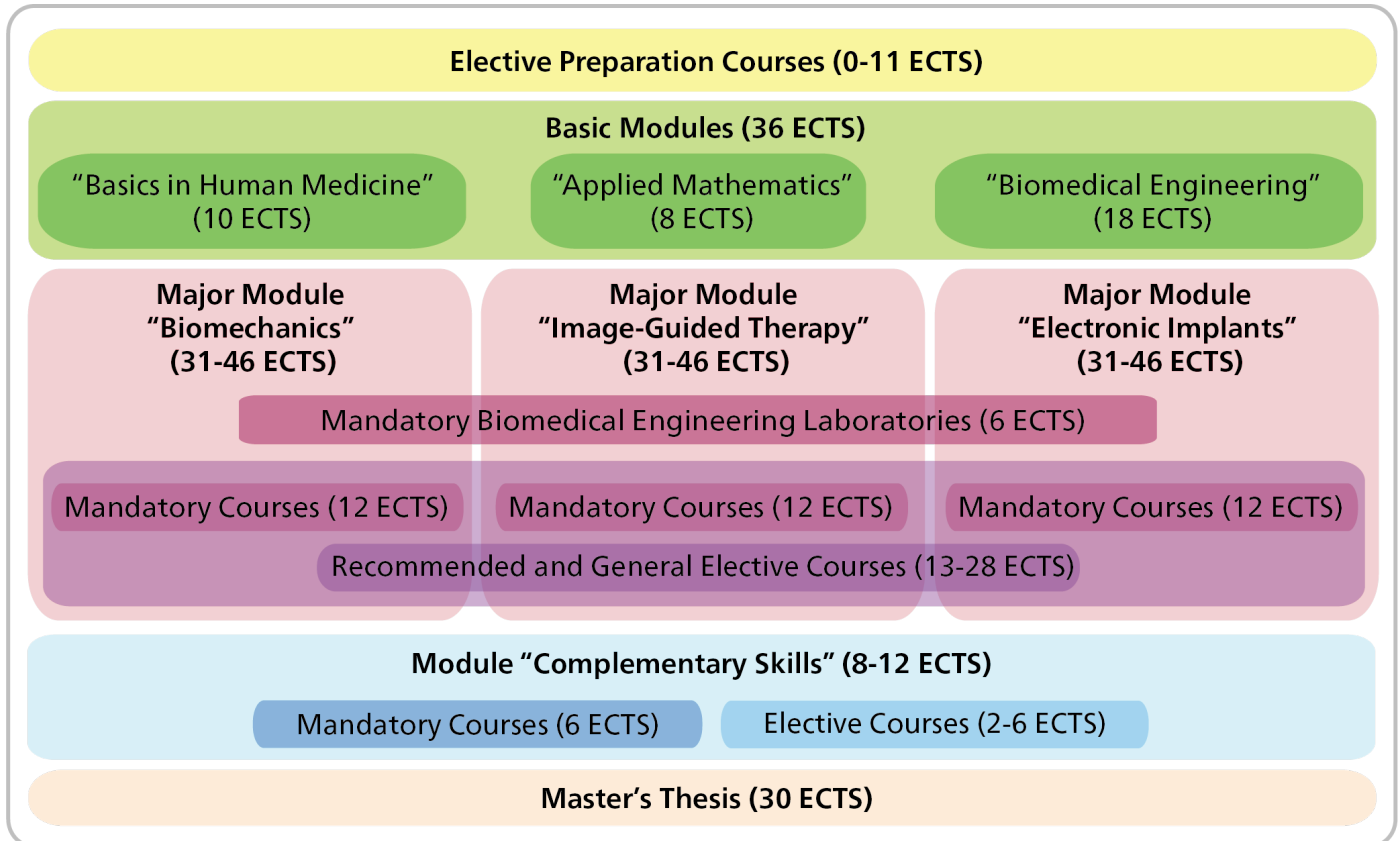 Elective Preparation Courses (0-11 ECTS)
Basic Modules (36 ECTS)
“Basics in Human Medicine”
(10 ECTS)
“Applied Mathematics”
(8 ECTS)
“Biomedical Engineering”
(18 ECTS)
Major Module
“Biomechanics”
(31-46 ECTS)
Major Module
“Image-Guided Therapy”
(31-46 ECTS)
Major Module
“Electronic Implants”
(31-46 ECTS)
Mandatory Biomedical Engineering Laboratories (6 ECTS)
Mandatory Courses (12 ECTS)
Mandatory Courses (12 ECTS)
Mandatory Courses (12 ECTS)
Recommended and General Elective Courses (13-28 ECTS)
Module “Complementary Skills” (8-12 ECTS)
Mandatory Courses (6 ECTS)
Elective Courses (2-6 ECTS)
Master’s Thesis (30 ECTS)